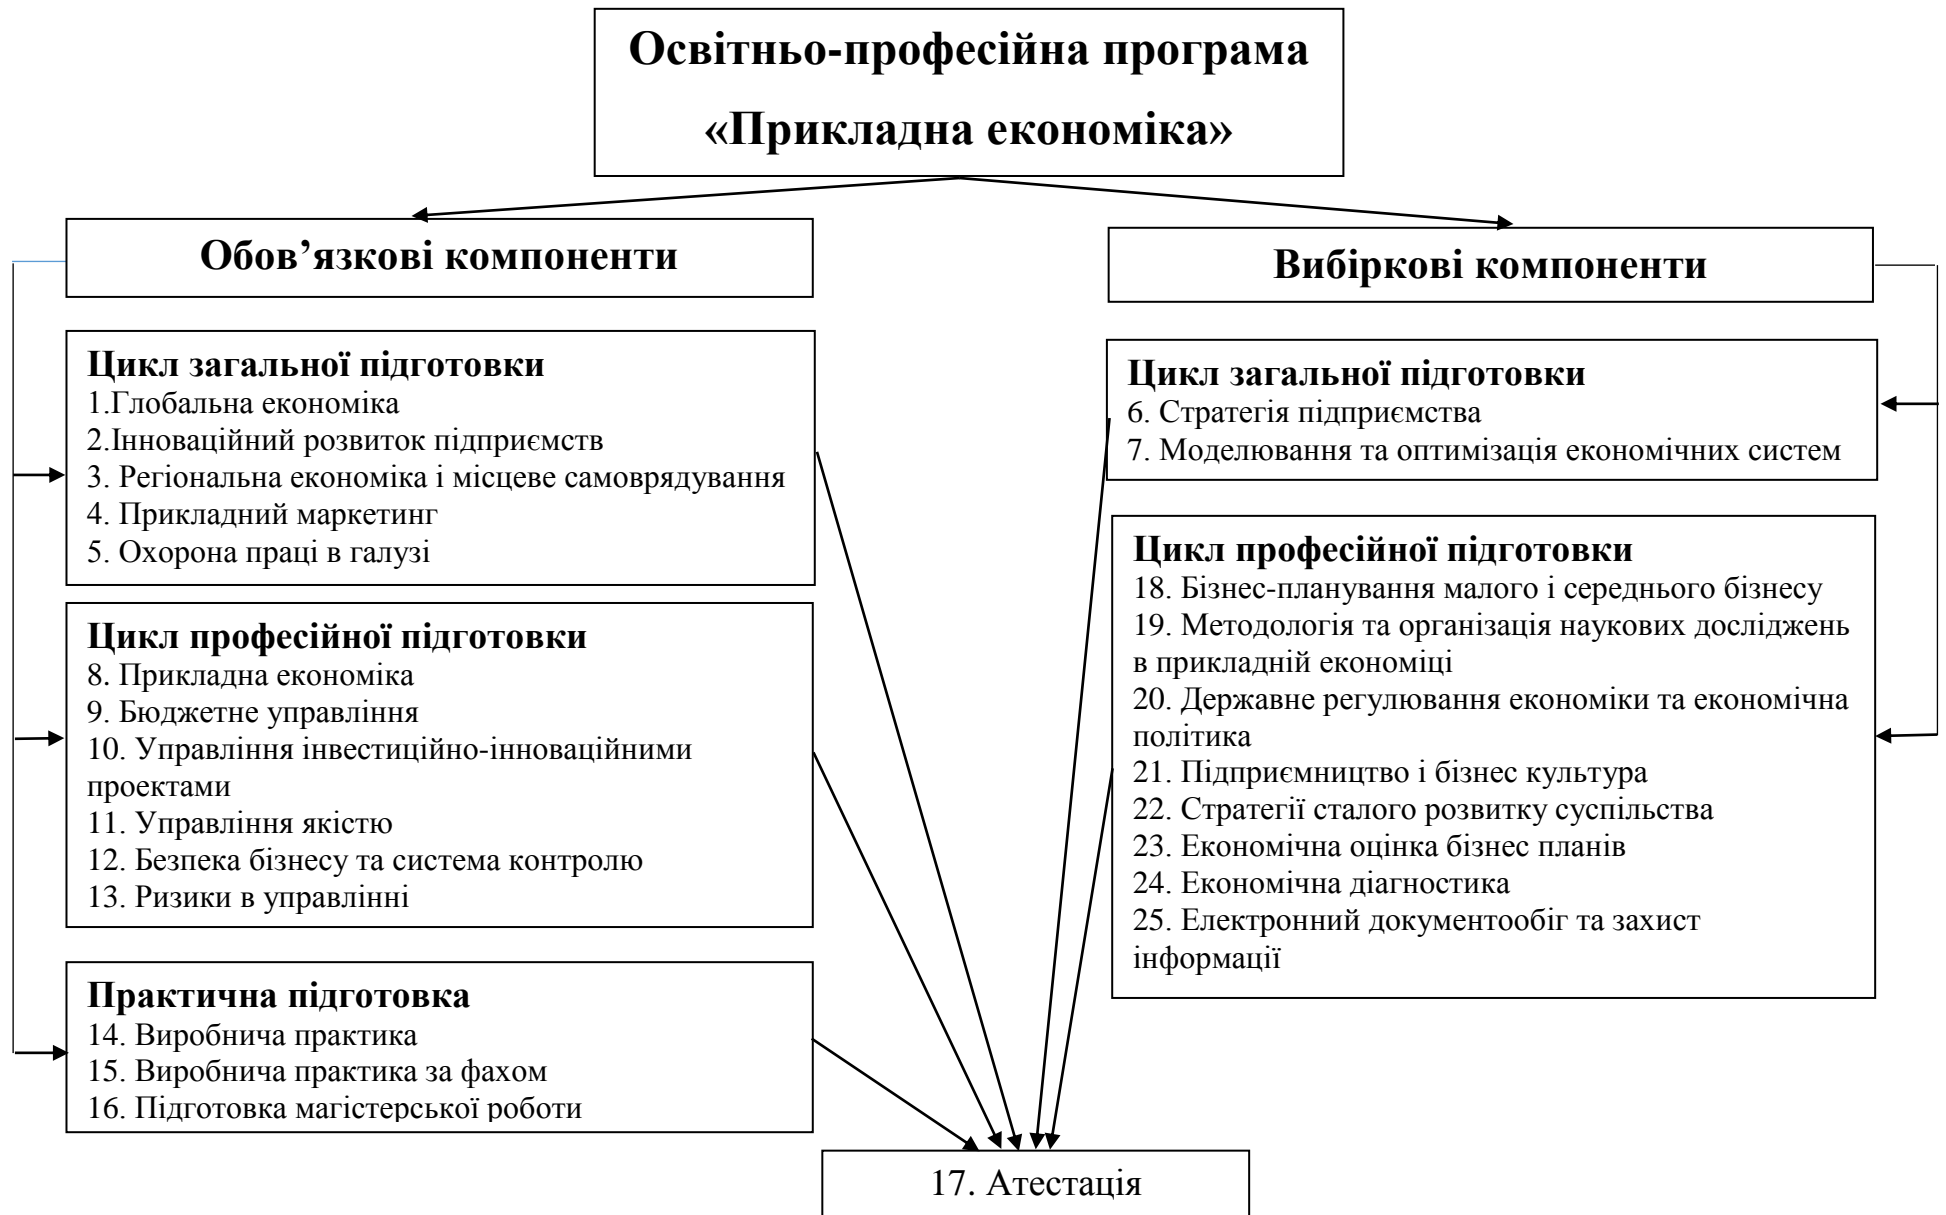 Освітньо-професійна програма
«Прикладна економіка»
Обов’язкові компоненти
Цикл загальної підготовки
1.Глобальна економіка
2.Інноваційний розвиток підприємств
3. Регіональна економіка і місцеве самоврядування
4. Прикладний маркетинг
5. Охорона праці в галузі
Цикл професійної підготовки
8. Прикладна економіка
9. Бюджетне управління
10. Управління інвестиційно-інноваційними
проектами
11. Управління якістю
12. Безпека бізнесу та система контролю
13. Ризики в управлінні
Практична підготовка
14. Виробнича практика
15. Виробнича практика за фахом
16. Підготовка магістерської роботи
Вибіркові компоненти
Цикл загальної підготовки
6. Стратегія підприємства
7. Моделювання та оптимізація економічних систем
Цикл професійної підготовки
18. Бізнес-планування малого і середнього бізнесу
19. Методологія та організація наукових досліджень
в прикладній економіці
20. Державне регулювання економіки та економічна
політика
21. Підприємництво і бізнес культура
22. Стратегії сталого розвитку суспільства
23. Економічна оцінка бізнес планів
24. Економічна діагностика
25. Електронний документообіг та захист
інформації
17. Атестація